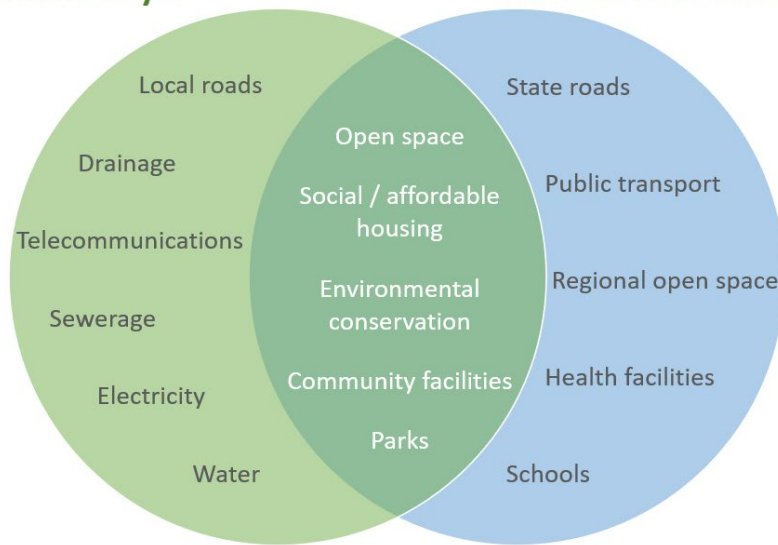 Local roads
Drainage
Telecommunications
Sewerage
Electricity
Water
Open space
Social / affordable
housing
Environmental
conservation
Community facilities
Parks
State roads
Public transport
Regional open space
Health facilities
Schools